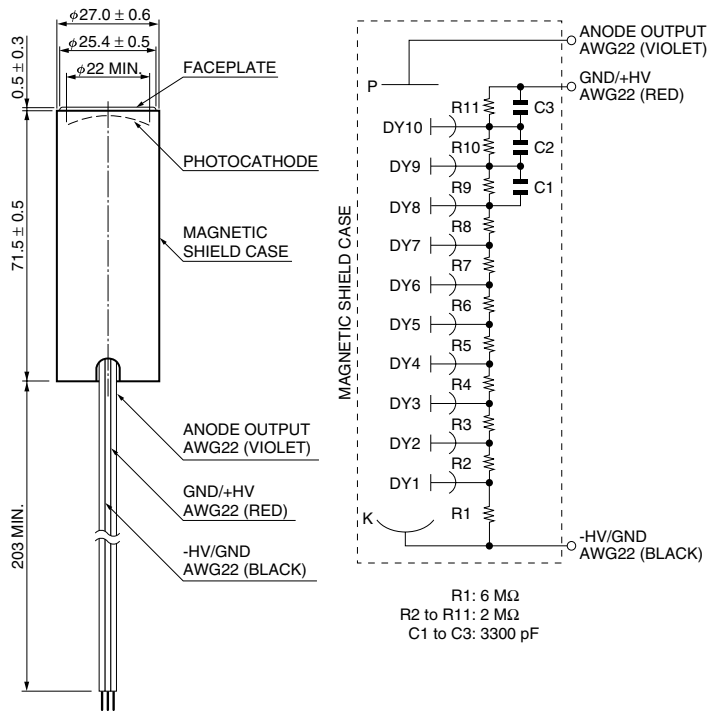 ϕ27.0 ± 0.6
ϕ25.4 ± 0.5
ϕ22 MIN.
0.5 ± 0.3
71.5 ± 0.5
203 MIN.
FACEPLATE
PHOTOCATHODE
MAGNETIC
SHIELD CASE
ANODE OUTPUT
AWG22 (VIOLET)
GND/+HV
AWG22 (RED)
-HV/GND
AWG22 (BLACK)
MAGNETIC SHIELD CASE
ANODE OUTPUT
AWG22 (VIOLET)
GND/+HV
AWG22 (RED)
P
R11
C3
DY10
R10
C2
DY9
R9
C1
DY8
R8
DY7
R7
DY6
R6
DY5
R5
DY4
R4
DY3
R3
DY2
R2
DY1
R1
K
-HV/GND
AWG22 (BLACK)
R1: 6 MΩ
R2 to R11: 2 MΩ
C1 to C3: 3300 pF